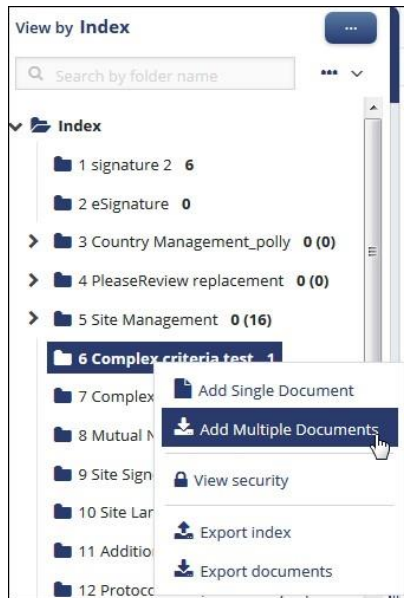 View by Index
...
Search by folder name
...
Index
1 signature 2 6
2 eSignature 0
3 Country Management_polly 0 (0)
4 PleaseReview replacement 0 (0)
5 Site Management 0 (16)
6 Complex criteria test 1
Add Single Document
7 Complex
Add Multiple Documents
8 Mutual
9 Site Sign
View security
10 Site
Export index
11
Export documents
12